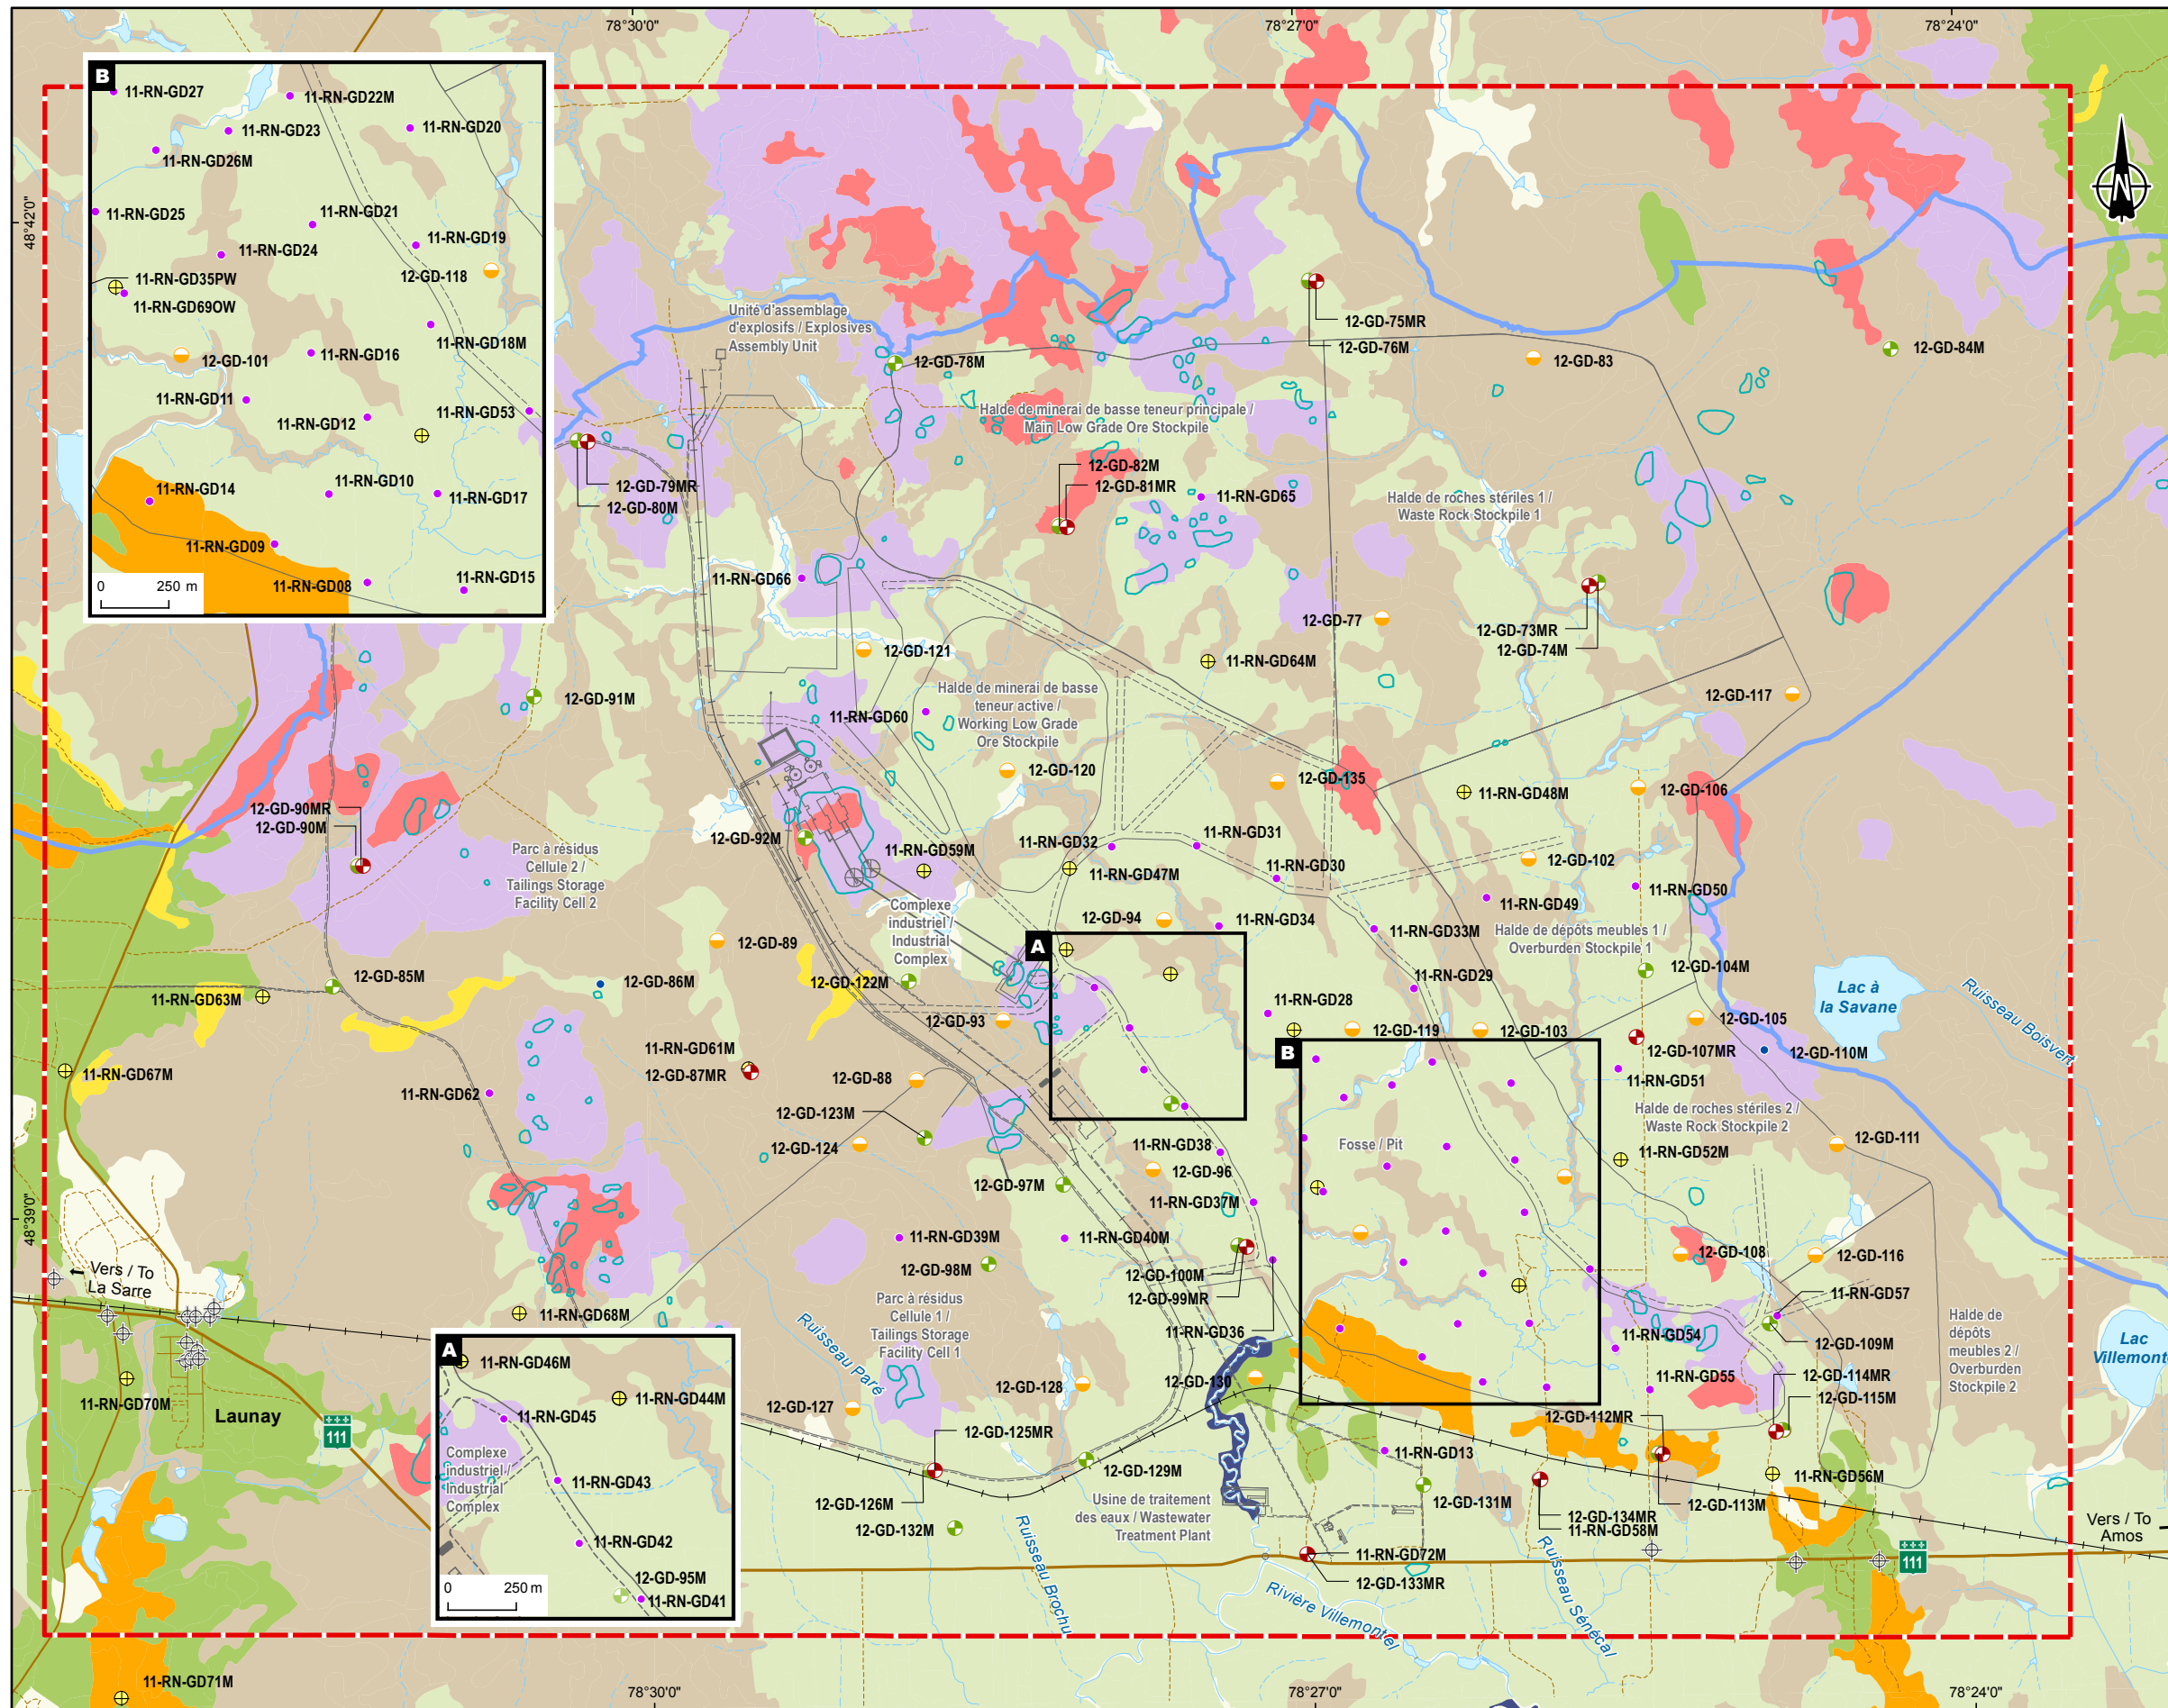 78°30'0"
78°27'0"
78°24'0"
48°42'0"
48°39'0"
B
11-RN-GD27
11-RN-GD22M
11-RN-GD23
11-RN-GD20
11-RN-GD26M
11-RN-GD25
11-RN-GD21
11-RN-GD19
11-RN-GD24
12-GD-118
11-RN-GD35PW
11-RN-GD69OW
11-RN-GD18M
12-GD-101
11-RN-GD16
11-RN-GD11
11-RN-GD53
11-RN-GD12
11-RN-GD14
11-RN-GD10
11-RN-GD17
11-RN-GD09
11-RN-GD08
11-RN-GD15
0
250 m
N
Unité d'assemblage
d'explosifs / Explosives
Assembly Unit
12-GD-75MR
12-GD-76M
12-GD-78M
12-GD-83
12-GD-84M
Halde de minerai de basse teneur principale /
Main Low Grade Ore Stockpile
12-GD-79MR
12-GD-80M
12-GD-82M
12-GD-81MR
11-RN-GD65
Halde de roches stériles 1 /
Waste Rock Stockpile 1
11-RN-GD66
12-GD-77
12-GD-73MR
12-GD-74M
12-GD-121
11-RN-GD64M
12-GD-91M
12-GD-117
11-RN-GD60
Halde de minerai de basse
teneur active /
Working Low Grade
Ore Stockpile
12-GD-120
12-GD-135
11-RN-GD48M
12-GD-106
12-GD-90MR
12-GD-90M
12-GD-92M
11-RN-GD59M
11-RN-GD32
11-RN-GD31
11-RN-GD47M
11-RN-GD30
12-GD-102
11-RN-GD50
11-RN-GD49
Parc à résidus
Cellule 2 /
Tailings Storage
Facility Cell 2
Complexe
industriel /
Industrial
Complex
12-GD-94
11-RN-GD34
11-RN-GD33M
Halde de dépôts meubles 1 /
Overburden Stockpile 1
12-GD-89
A
12-GD-104M
11-RN-GD29
12-GD-85M
12-GD-86M
12-GD-122M
11-RN-GD63M
11-RN-GD28
Lac à
la Savane
Ruisseau Boisvert
12-GD-93
12-GD-119
12-GD-103
12-GD-105
B
12-GD-107MR
12-GD-110M
11-RN-GD61M
12-GD-87MR
11-RN-GD67M
11-RN-GD62
12-GD-88
11-RN-GD51
12-GD-123M
Halde de roches stériles 2 /
Waste Rock Stockpile 2
12-GD-124
11-RN-GD38
Fosse / Pit
12-GD-111
12-GD-96
11-RN-GD52M
12-GD-97M
11-RN-GD37M
11-RN-GD39M
11-RN-GD40M
12-GD-98M
12-GD-100M
12-GD-99MR
12-GD-108
12-GD-116
Vers / To
La Sarre
Parc à résidus
Cellule 1 /
Tailings Storage
Facility Cell 1
11-RN-GD57
11-RN-GD68M
11-RN-GD36
11-RN-GD54
12-GD-109M
Halde de
dépôts
meubles 2 /
Overburden
Stockpile 2
Lac
Villemont
Ruisseau Paré
11-RN-GD55
12-GD-114MR
12-GD-115M
12-GD-128
12-GD-130
11-RN-GD70M
Launay
111
12-GD-127
12-GD-112MR
12-GD-125MR
11-RN-GD13
12-GD-129M
11-RN-GD56M
12-GD-131M
12-GD-126M
12-GD-113M
12-GD-132M
Usine de traitement
des eaux / Wastewater
Treatment Plant
12-GD-134MR
11-RN-GD58M
Vers / To
Amos
111
11-RN-GD72M
12-GD-133MR
Ruisseau Brochu
Rivière Villemontel
Ruisseau Sénécal
A
11-RN-GD46M
11-RN-GD44M
11-RN-GD45
Complexe
industriel /
Industrial
Complex
11-RN-GD43
11-RN-GD42
12-GD-95M
11-RN-GD41
0
250 m
11-RN-GD71M
78°30'0"
78°27'0"
78°24'0"